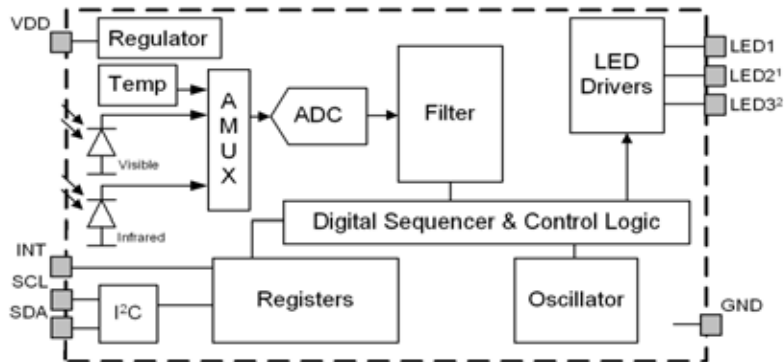 VDD
Regulator
LED
Drivers
LED1
LED2¹
LED3²
Temp
A
M
U
X
ADC
Filter
Visible
Infrared
Digital Sequencer & Control Logic
INT
SCL
SDA
I²C
Registers
Oscillator
GND